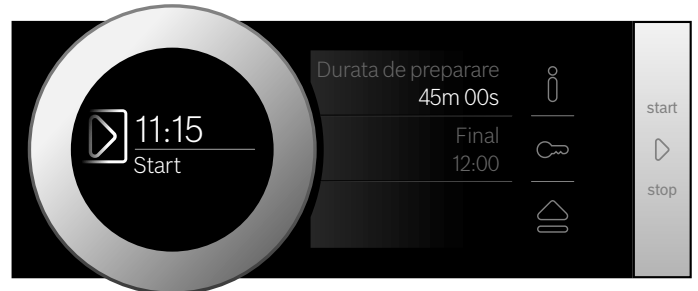 11:15
Start
Durata de preparare
45m 00s
Final
12:00
start
stop